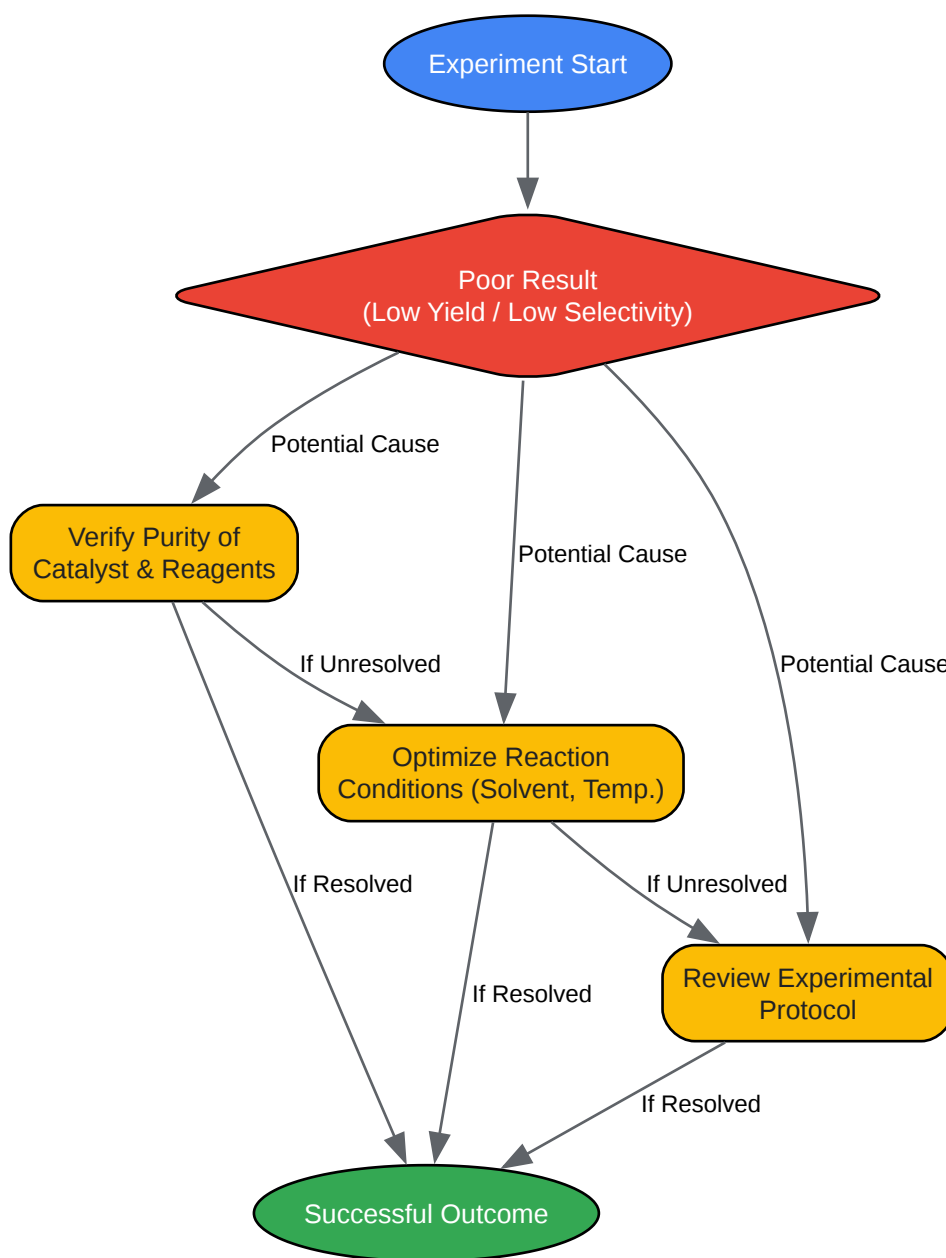 Experiment Start
Poor Result
(Low Yield / Low Selectivity)
Potential Cause
Verify Purity of
Catalyst & Reagents
Potential Cause
If Unresolved
Potential Cause
Optimize Reaction
Conditions (Solvent, Temp.)
If Resolved
If Unresolved
Review Experimental
Protocol
If Resolved
If Resolved
Successful Outcome